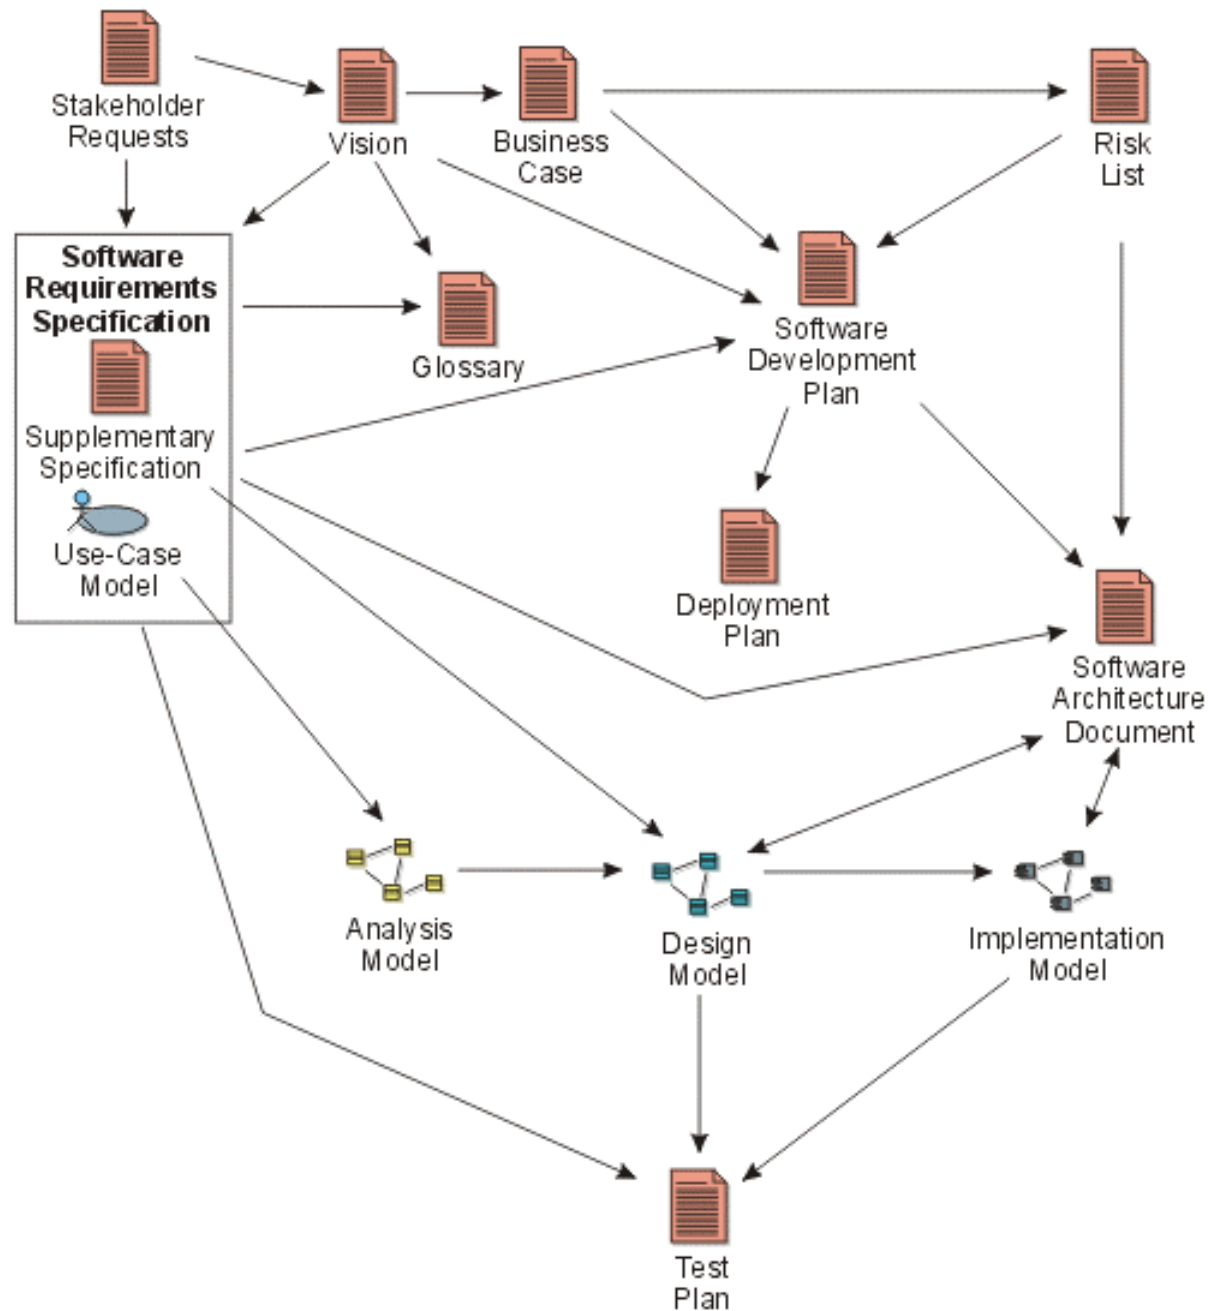 Stakeholder
Requests
Vision
Business
Case
Risk
List
Software
Requirements
Specification
Supplementary
Specification
Use-Case
Model
Glossary
Software
Development
Plan
Deployment
Plan
Software
Architecture
Document
Analysis
Model
Design
Model
Implementation
Model
Test
Plan